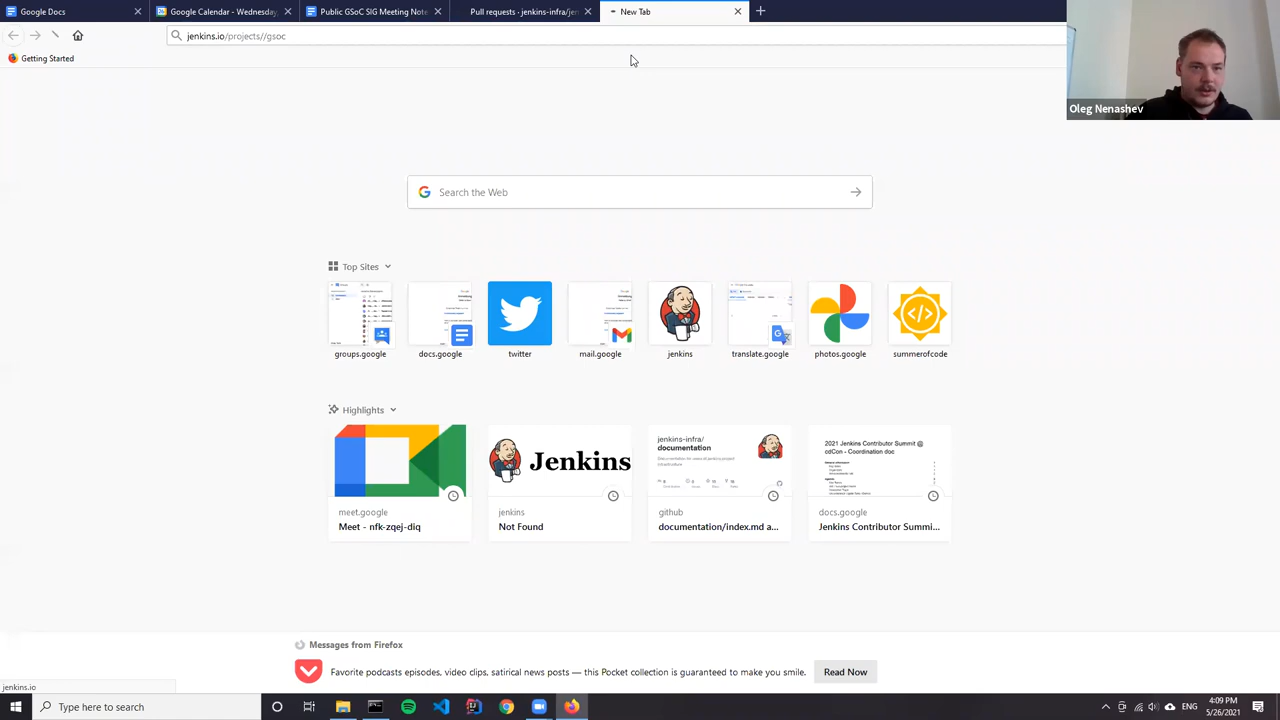 Google Docs
Google Calendar - Wednesday,
Public GSoC SIG Meeting Note
Pull requests · jenkins-infra/jen
New Tab
jenkins.io/projects//gsoc
Getting Started
Oleg Nenashev
Search the Web
Top Sites
groups.google
docs.google
twitter
mail.google
jenkins
translate.google
photos.google
summerofcode
Highlights
Jenkins
jenkins-infra/
documentation
2021 Jenkins Contributor Summit @
cdCon - Coordination doc
meet.google
Meet - nfk-zqej-diq
jenkins
Not Found
github
documentation/index.md a...
docs.google
Jenkins Contributor Summi...
Messages from Firefox
Favorite podcasts episodes, video clips, satirical news posts — this Pocket collection is guaranteed to make you smile.
Read Now
jenkins.io
Type here to search
ENG
4:09 PM
5/26/2021